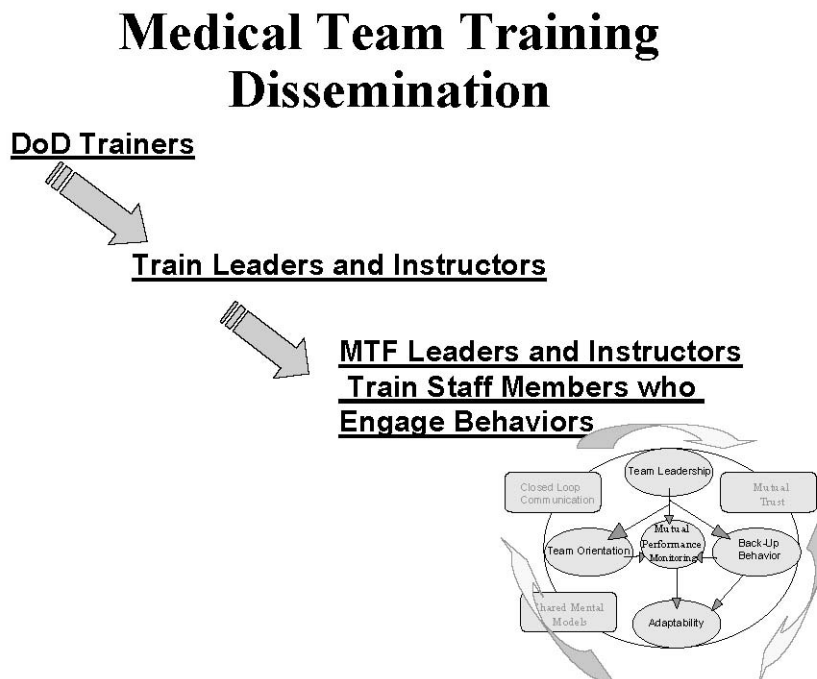 Medical Team Training
Dissemination
DoD Trainers
Train Leaders and Instructors
MTF Leaders and Instructors
Train Staff Members who
Engage Behaviors
Team Leadership
Closed Loop
Communication
Mutual
Trust
Team Orientation
Mutual
Performance
Monitoring
Back-Up
Behavior
Shared Mental
Models
Adaptability